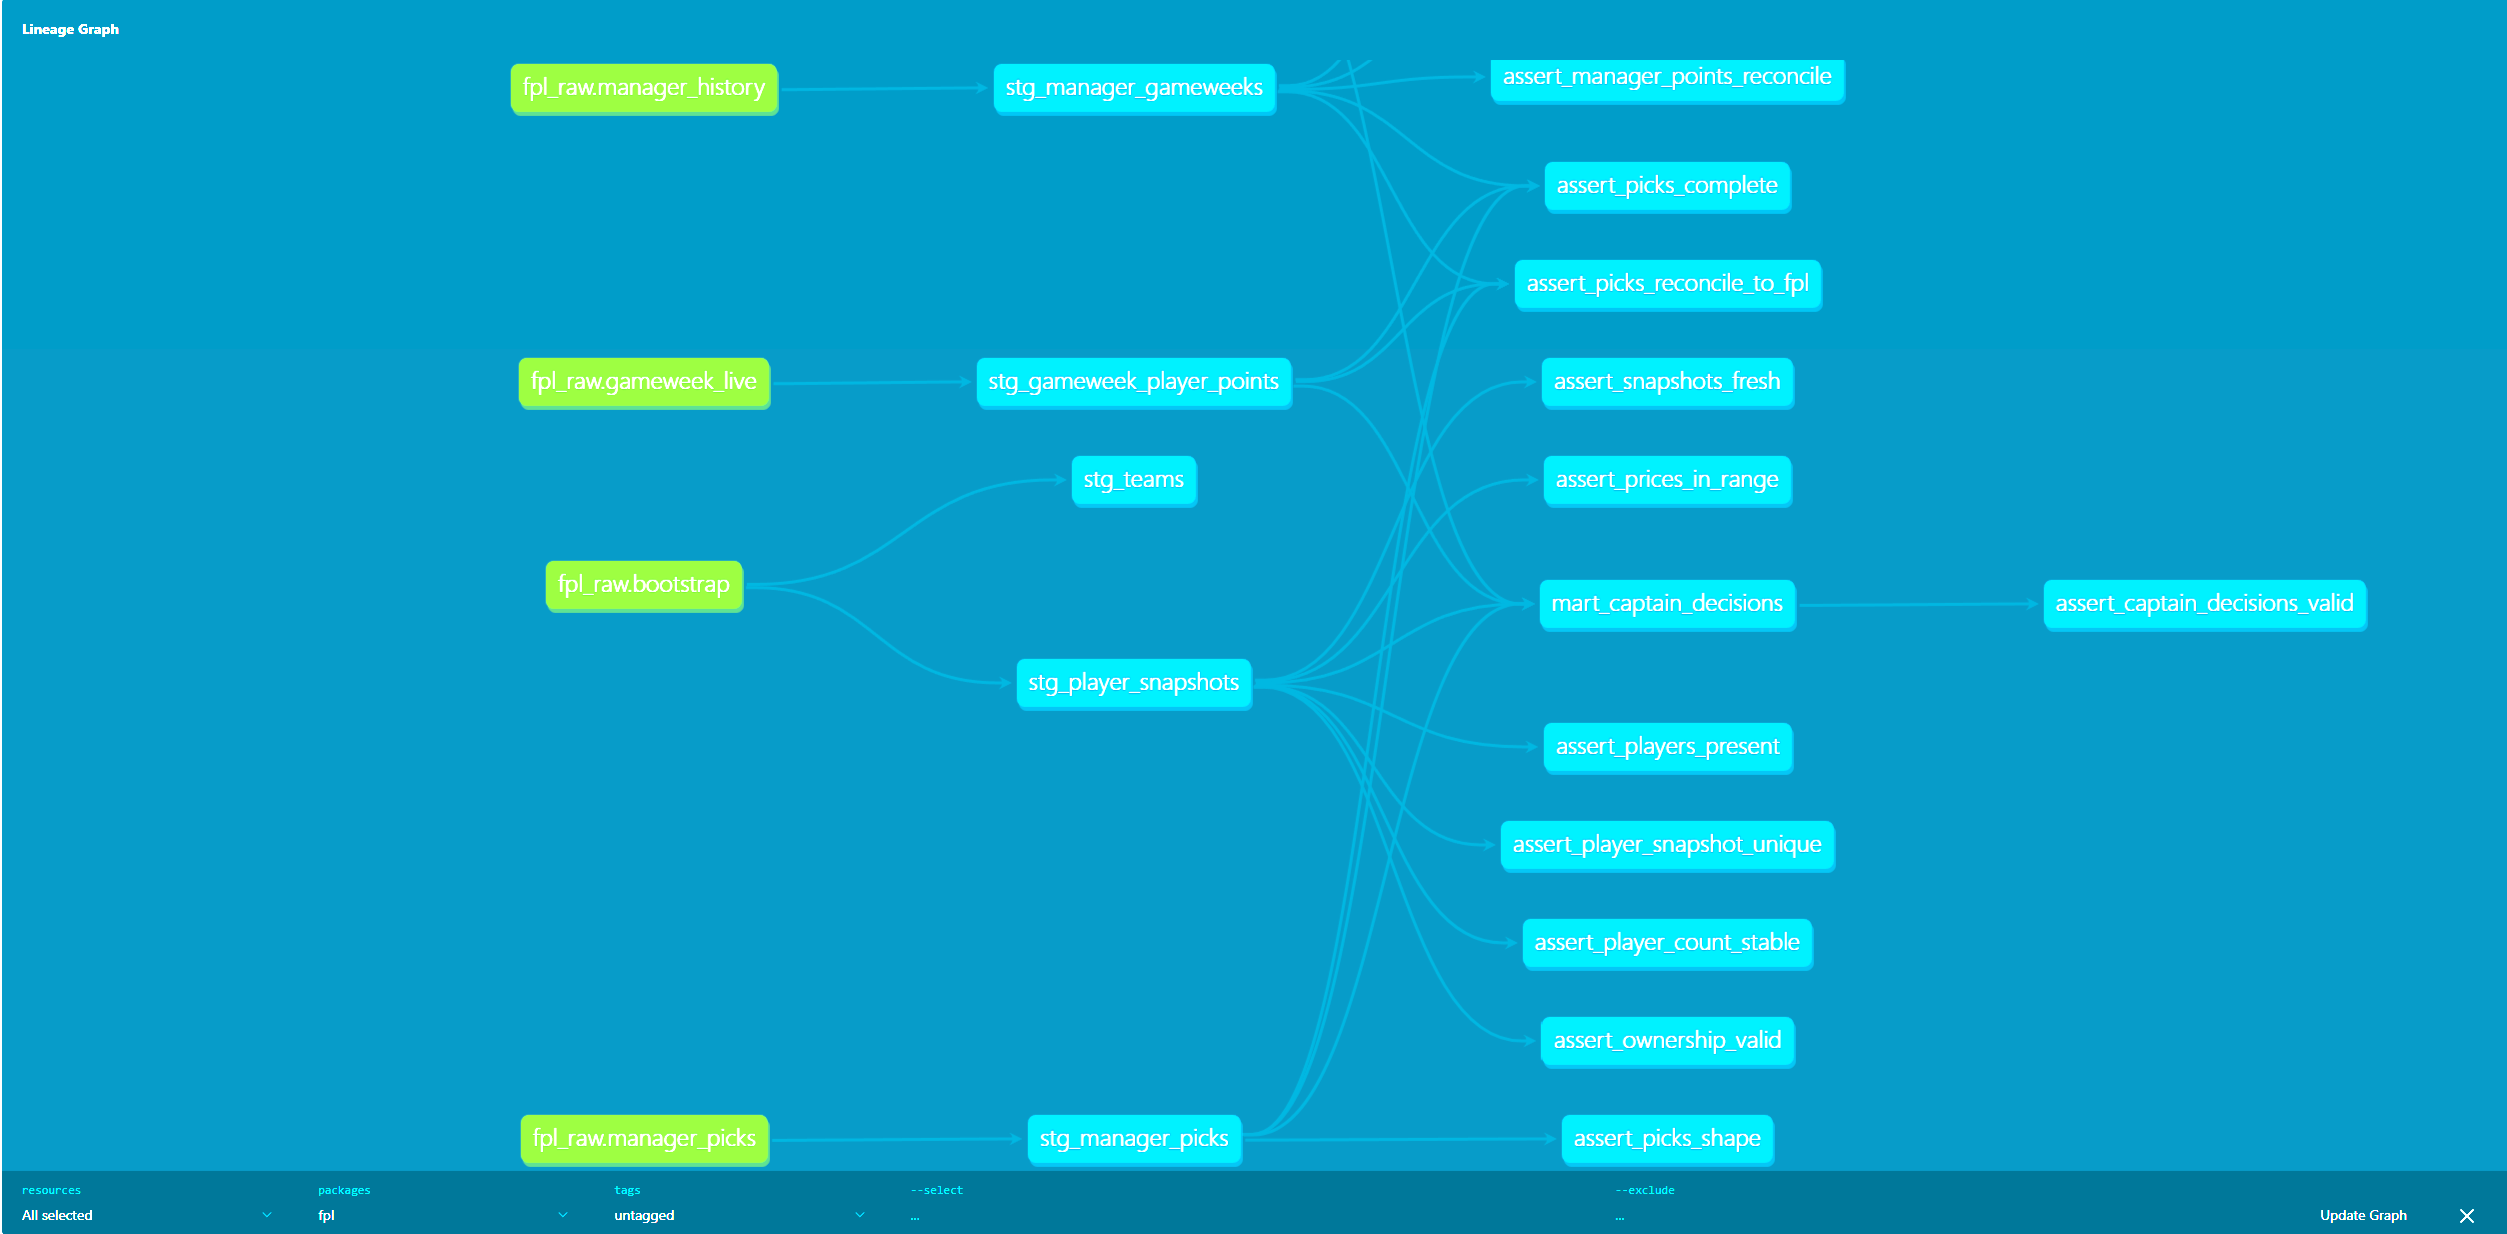 Lineage Graph
fpl_raw.manager_history
stg_manager_gameweeks
assert_manager_points_reconcile
assert_picks_complete
assert_picks_reconcile_to_fpl
fpl_raw.gameweek_live
stg_gameweek_player_points
assert_snapshots_fresh
stg_teams
assert_prices_in_range
fpl_raw.bootstrap
mart_captain_decisions
assert_captain_decisions_valid
stg_player_snapshots
assert_players_present
assert_player_snapshot_unique
assert_player_count_stable
assert_ownership_valid
fpl_raw.manager_picks
stg_manager_picks
assert_picks_shape
resources
All selected
packages
fpl
tags
untagged
--select
...
--exclude
...
Update Graph